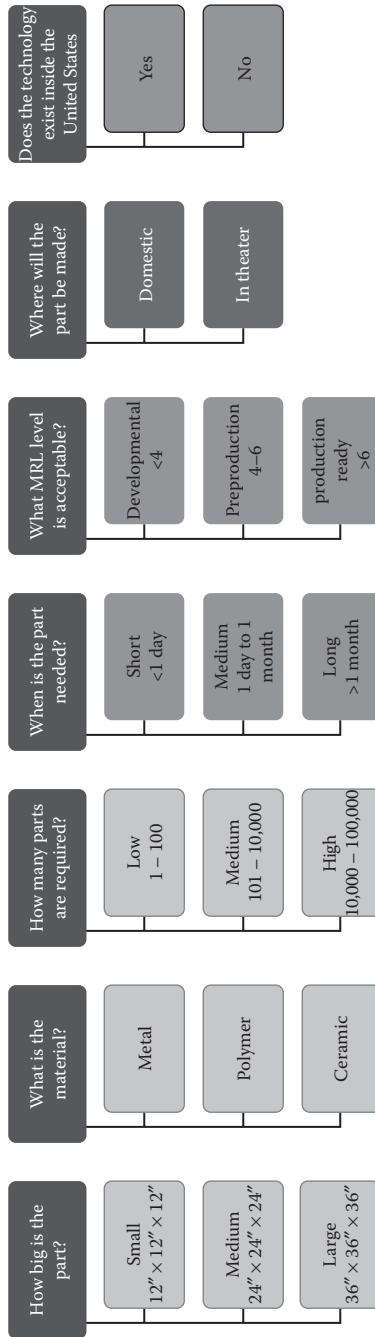 How big is the
part?
Small
12″ × 12″ × 12″
Medium
24″ × 24″ × 24″
Large
36″ × 36″ × 36″
What is the
material?
Metal
Polymer
Ceramic
How many parts
are required?
Low
1 – 100
Medium
101 – 10,000
High
10,000 – 100,000
When is the part
needed?
Short
<1 day
Medium
1 day to 1
month
Long
>1 month
What MRL level
is acceptable?
Developmental
<4
Preproduction
4–6
production
ready
>6
Where will the
part be made?
Domestic
In theater
Does the technology
exist inside the
United States
Yes
No